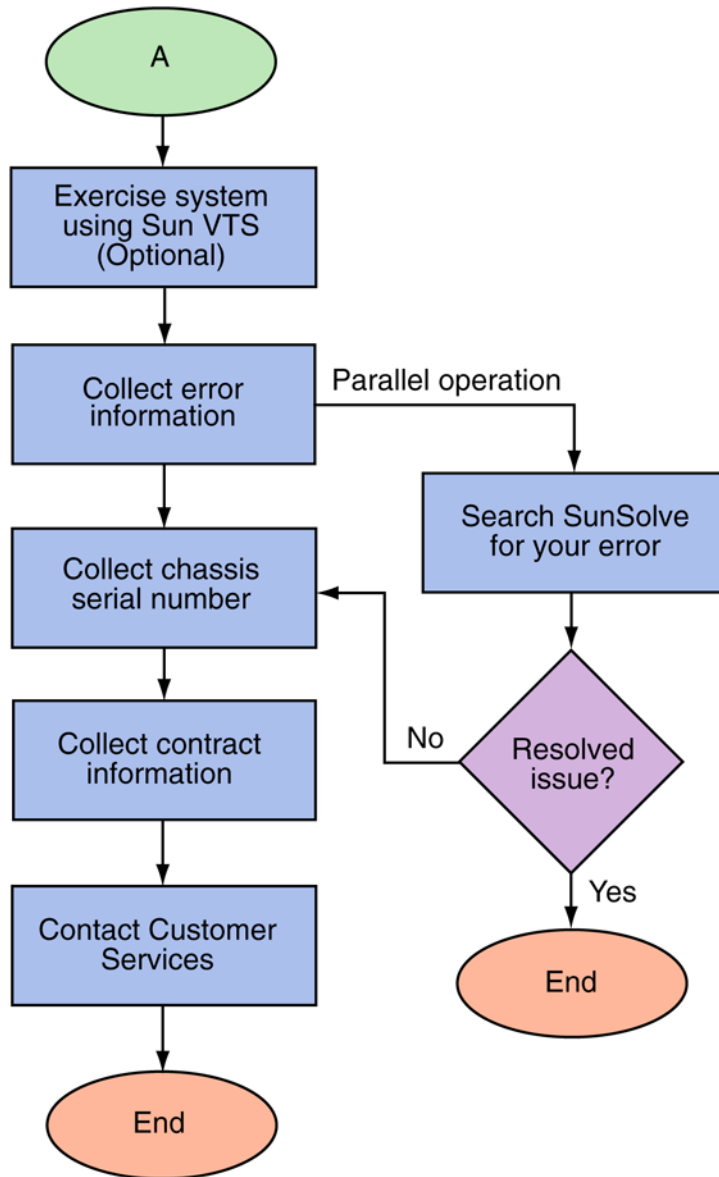 A
Exercise system
using Sun VTS
(Optional)
Collect error
information
Parallel operation
Search SunSolve
for your error
Collect chassis
serial number
Collect contract
information
No
Resolved
issue?
Yes
Contact Customer
Services
End
End